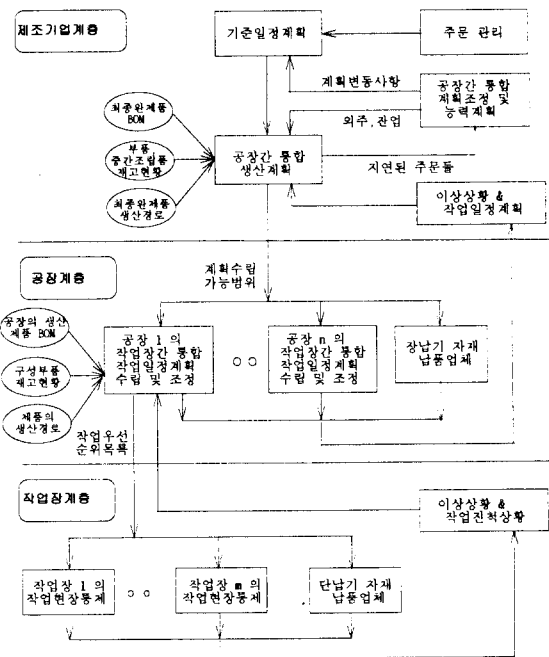 제조기업계층
기준일정계획
주문 관리
계획변동사항
공장간 통합
계획조정 및
능력계획
최종완제품
BOM
외주,잔업
부품,
중간조립품
재고현황
공장간 통합
생산계획
지연된 주문들
최종완제품
생산경로
이상상황 &
작업일정계획
공장계층
계획수립
가능범위
공장의 생산
제품 BOM
공장 1 의
작업장간 통합
작업일정계획
수립 및 조정
공장 n 의
작업장간 통합
작업일정계획
수립 및 조정
장납기 자재
납품업체
구성부품
재고현황
제품의
생산경로
작업우선
순위목록
작업장계층
이상상황 &
작업진척상황
작업장 1 의
작업현장통제
작업장 m 의
작업현장통제
단납기 자재
납품업체